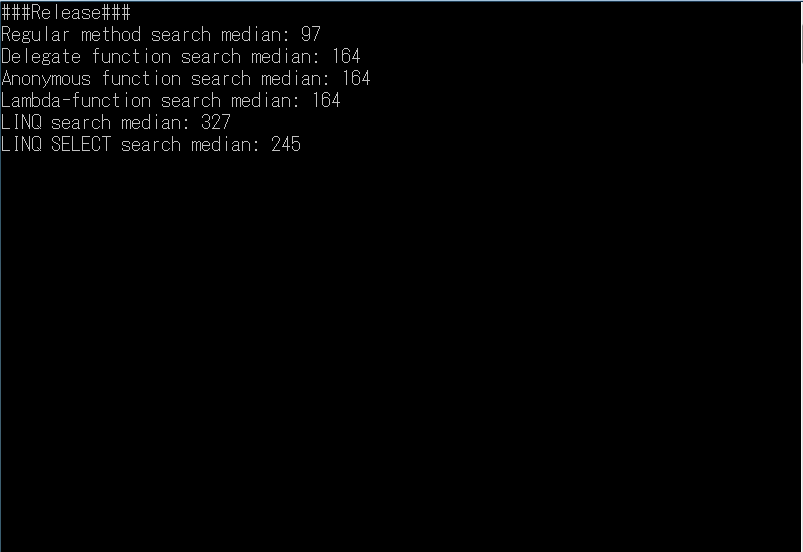 ###Release###
Regular method search median: 97
Delegate function search median: 164
Anonymous function search median: 164
Lambda-function search median: 164
LINQ search median: 327
LINQ SELECT search median: 245